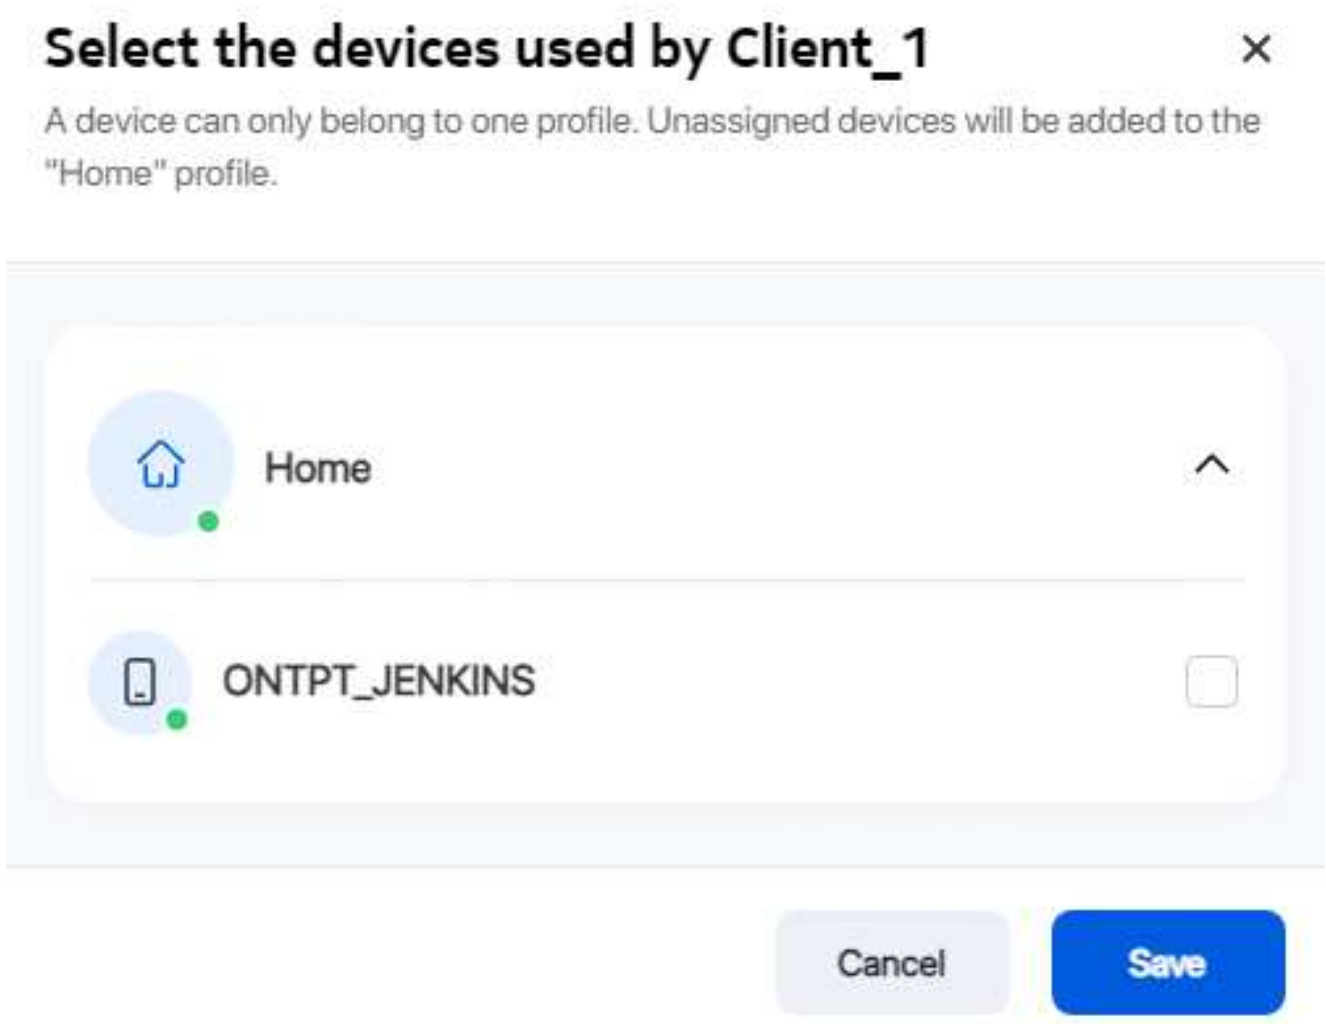 Select the devices used by Client_1
A device can only belong to one profile. Unassigned devices will be added to the
"Home" profile.
Home
ONTPT_JENKINS
Cancel
Save